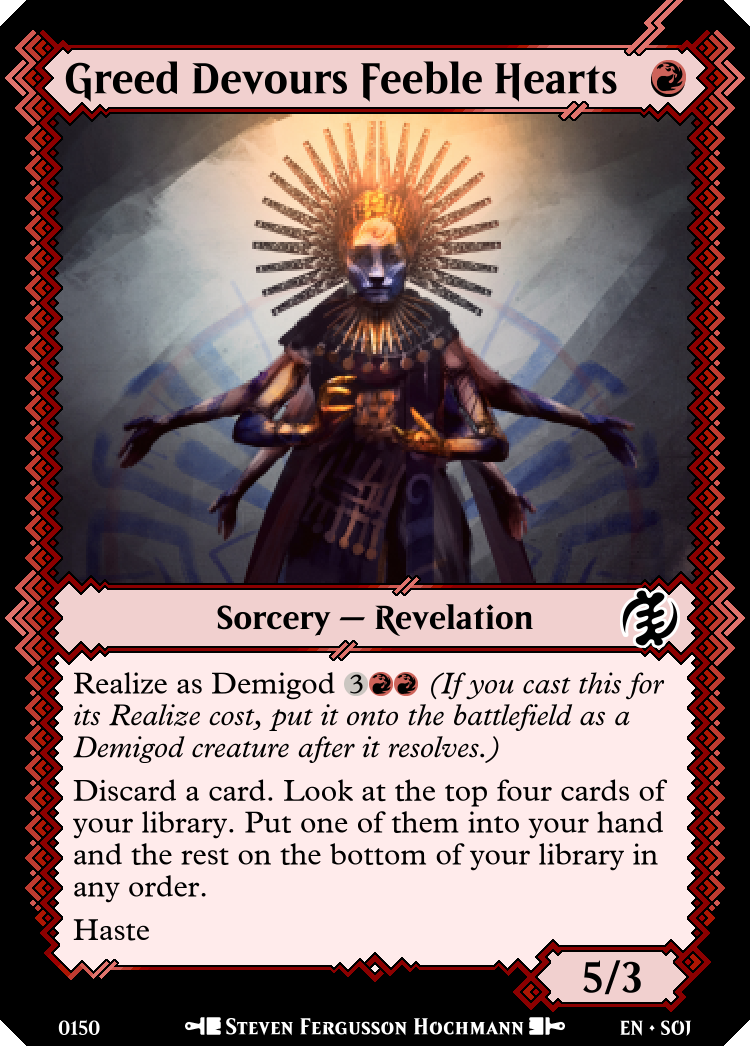 Greed Devours Feeble Hearts
Sorcery — Revelation
Realize as Demigod 3 (If you cast this for
its Realize cost, put it onto the battlefield as a
Demigod creature after it resolves.)
Discard a card. Look at the top four cards of
your library. Put one of them into your hand
and the rest on the bottom of your library in
any order.
Haste
5/3
0150
Steven Fergusson Hochmann
EN • SOI